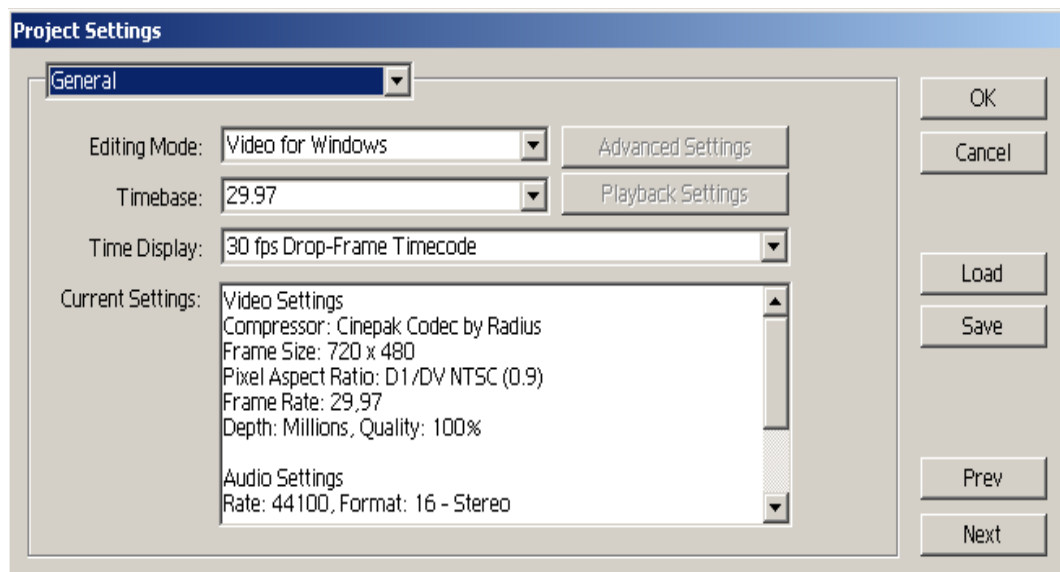 Project Settings
General
OK
Editing Mode: Video for Windows Advanced Settings
Cancel
Timebase: 29.97 Playback Settings
Time Display: 30 fps Drop-Frame Timecode
Load
Current Settings: Video Settings
Compressor: Cinepak Codec by Radius
Save
Frame Size: 720 x 480
Pixel Aspect Ratio: D1/DV NTSC (0.9)
Frame Rate: 29,97
Depth: Millions, Quality: 100%
Audio Settings
Prev
Rate: 44100, Format: 16 - Stereo
Next